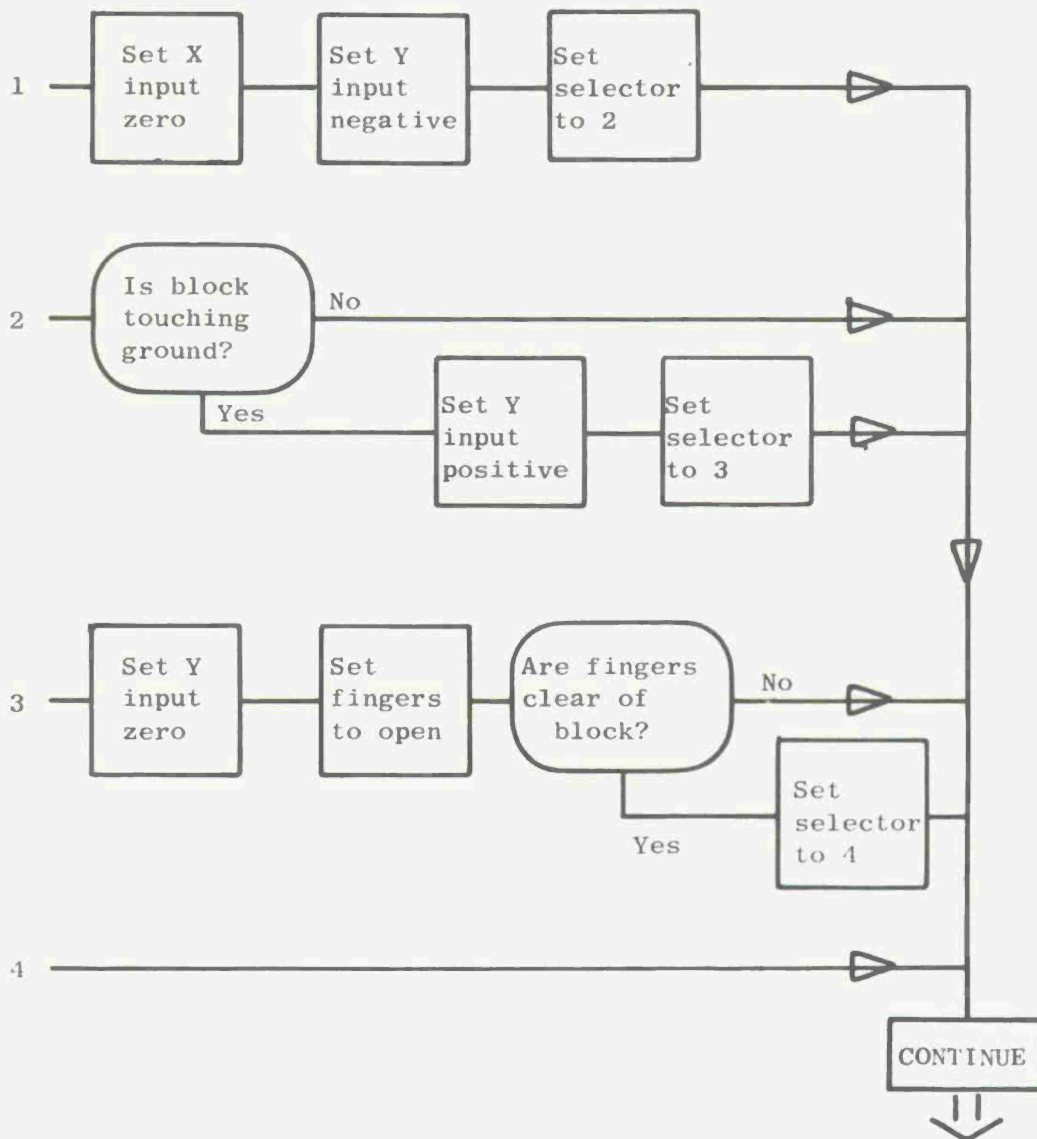 1
Set X
input
zero
Set Y
input
negative
Set
selector
to 2
2
Is block
touching
ground?
No
Yes
Set Y
input
positive
Set
selector
to 3
3
Set Y
input
zero
Set
fingers
to open
Are fingers
clear of
block?
No
Yes
Set
selector
to 4
4
CONTINUE